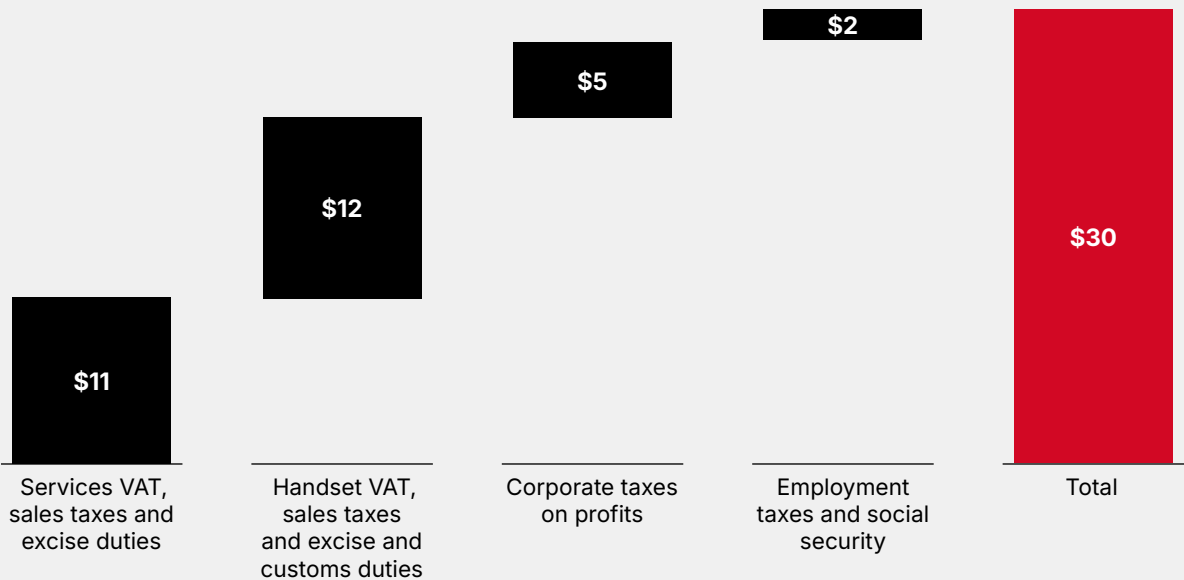 $2
$5
$12
$30
$11
Services VAT,
sales taxes and
excise duties
Handset VAT,
sales taxes
and excise and
customs duties
Corporate taxes
on profits
Employment
taxes and social
security
Total